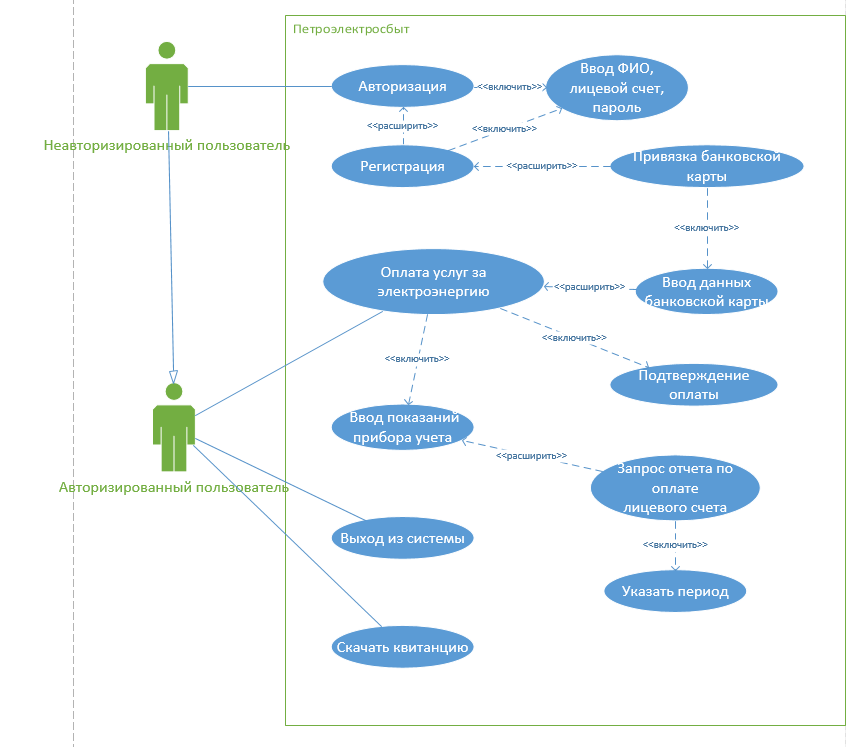 Петроэлектросбыт
Авторизация
<<включить>>
Ввод ФИО,
лицевой счет,
пароль
<<расширить>>
<<включить>>
Неавторизированный пользователь
Регистрация
<<расширить>>
Привязка банковской
карты
<<включить>>
Оплата услуг за
электроэнергию
<<расширить>>
Ввод данных
банковской карты
<<включить>>
<<включить>>
Подтверждение
оплаты
Ввод показаний
прибора учета
<<расширить>>
Запрос отчета по
оплате
лицевого счета
Авторизированный пользователь
Выход из системы
<<включить>>
Указать период
Скачать квитанцию